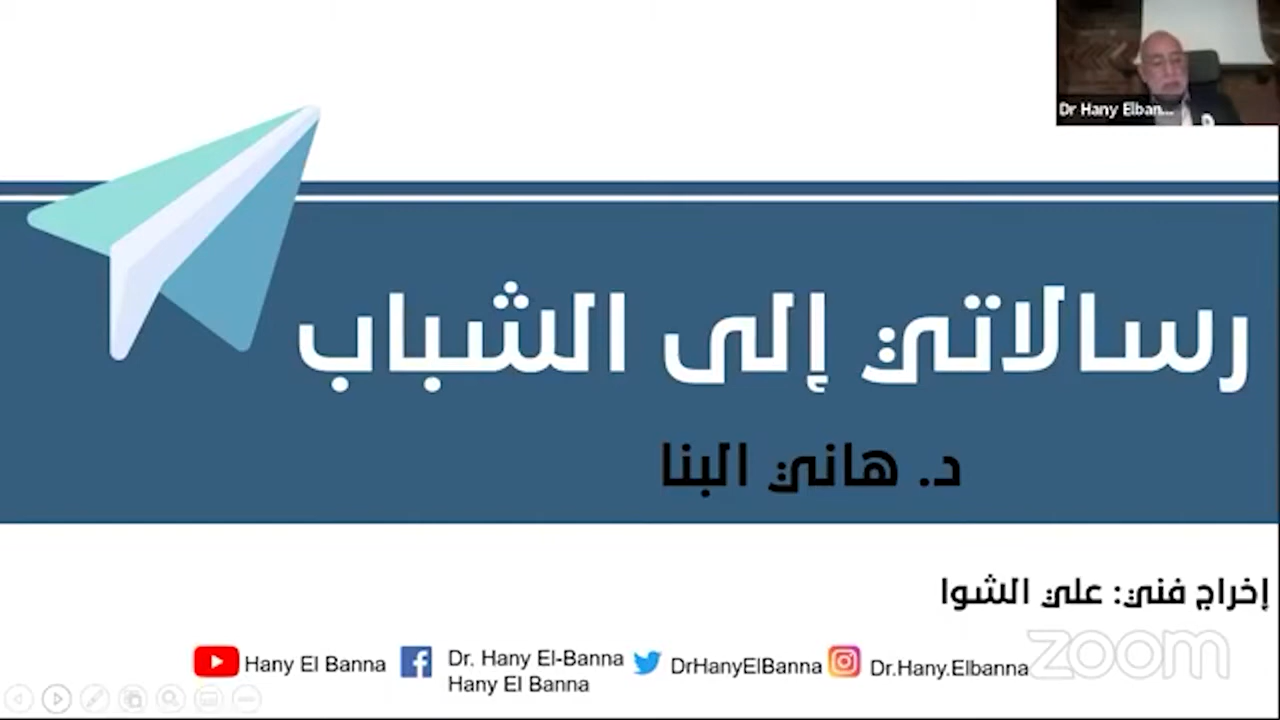 Dr Hany Elban...
رسالاتي إلى الشباب
د. هاني البنا
إخراج فني: علي الشوا
zoom
Hany El Banna
Dr. Hany El-Banna
Hany El Banna
DrHanyElBanna
Dr.Hany.Elbanna